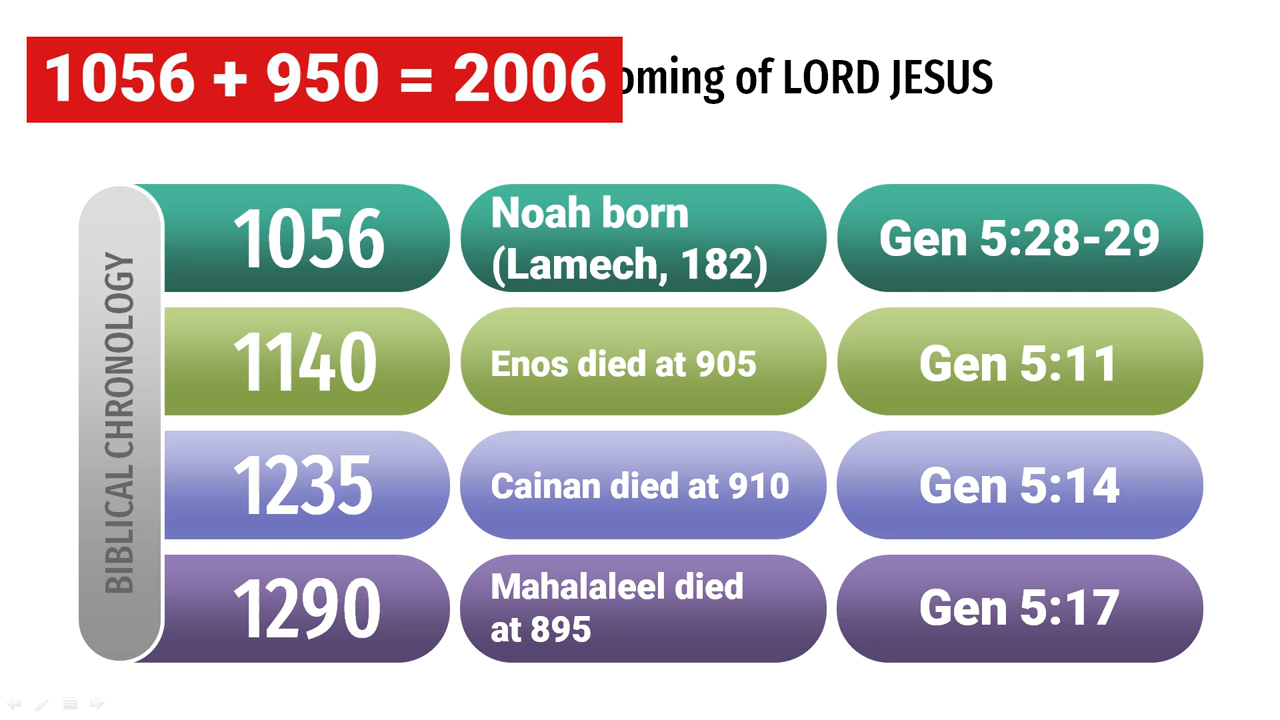 1056 + 950 = 2006
of LORD JESUS
BIBLICAL CHRONOLOGY
1056
Noah born
(Lamech, 182)
Gen 5:28-29
1140
Enos died at 905
Gen 5:11
1235
Cainan died at 910
Gen 5:14
1290
Mahalaleel died
at 895
Gen 5:17